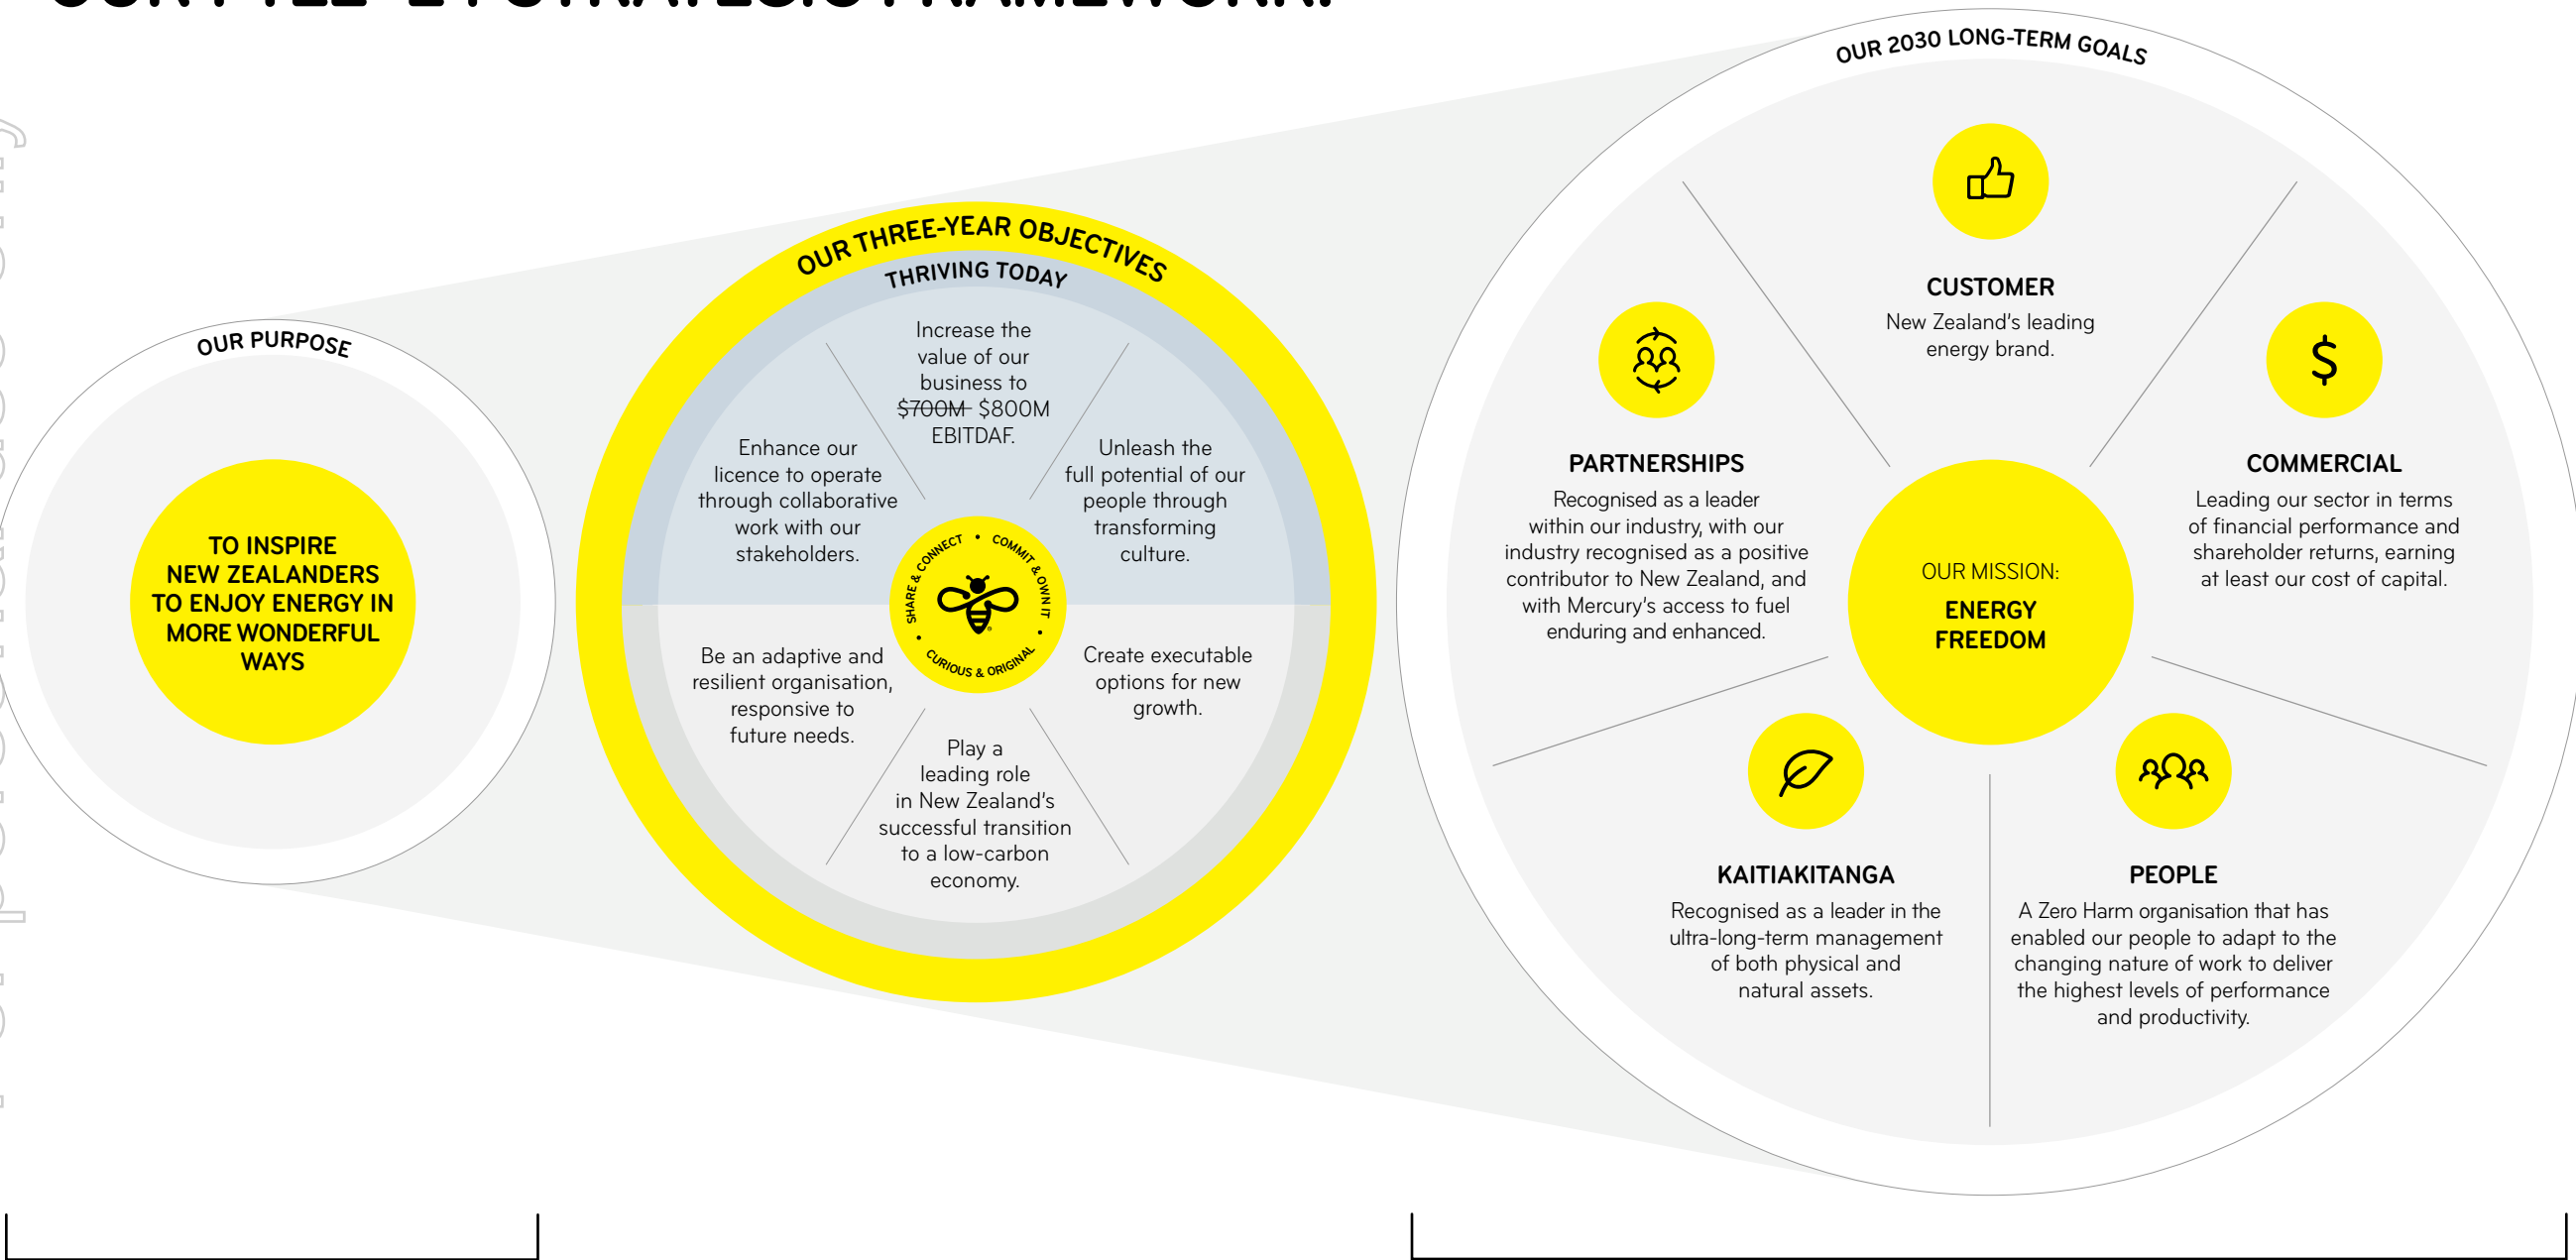 OUR PURPOSE
TO INSPIRE
NEW ZEALANDERS
TO ENJOY ENERGY IN
MORE WONDERFUL
WAYS
OUR THREE-YEAR OBJECTIVES
THRIVING TODAY
Increase the
value of our
business to
$700M $800M
EBITDAF.
Enhance our
licence to operate
through collaborative
work with our
stakeholders.
Unleash the
full potential of our
people through
transforming
culture.
SHARE & CONNECT • COMMIT & OWN IT • CURIOUS & ORIGINAL •
Be an adaptive and
resilient organisation,
responsive to
future needs.
Create executable
options for new
growth.
Play a
leading role
in New Zealand's
successful transition
to a low-carbon
economy.
OUR 2030 LONG-TERM GOALS
CUSTOMER
New Zealand's leading
energy brand.
PARTNERSHIPS
Recognised as a leader
within our industry, with our
industry recognised as a positive
contributor to New Zealand, and
with Mercury's access to fuel
enduring and enhanced.
$
COMMERCIAL
Leading our sector in terms
of financial performance and
shareholder returns, earning
at least our cost of capital.
OUR MISSION:
ENERGY
FREEDOM
KAITIAKITANGA
Recognised as a leader in the
ultra-long-term management
of both physical and
natural assets.
PEOPLE
A Zero Harm organisation that has
enabled our people to adapt to the
changing nature of work to deliver
the highest levels of performance
and productivity.